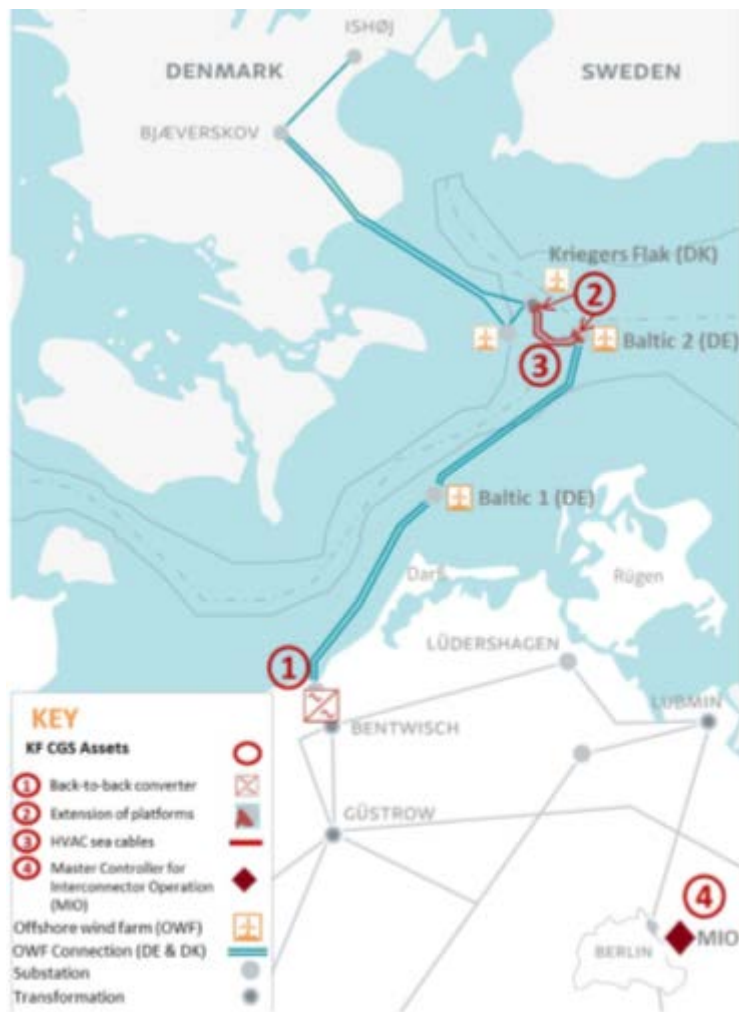 ISHØJ
DENMARK
SWEDEN
BJÆVERSKOV
Kriegers Flak (DK)
2
Baltic 2 (DE)
3
Baltic 1 (DE)
Darß
Rügen
1
LÜDERSHAGEN
LUBMIN
BENTWISCH
GÜSTROW
4
MIO
BERLIN
KEY
KF CGS Assets
1 Back-to-back converter
2 Extension of platforms
3 HVAC sea cables
4 Master Controller for
Interconnector Operation
(MIO)
Offshore wind farm (OWF)
OWF Connection (DE & DK)
Substation
Transformation